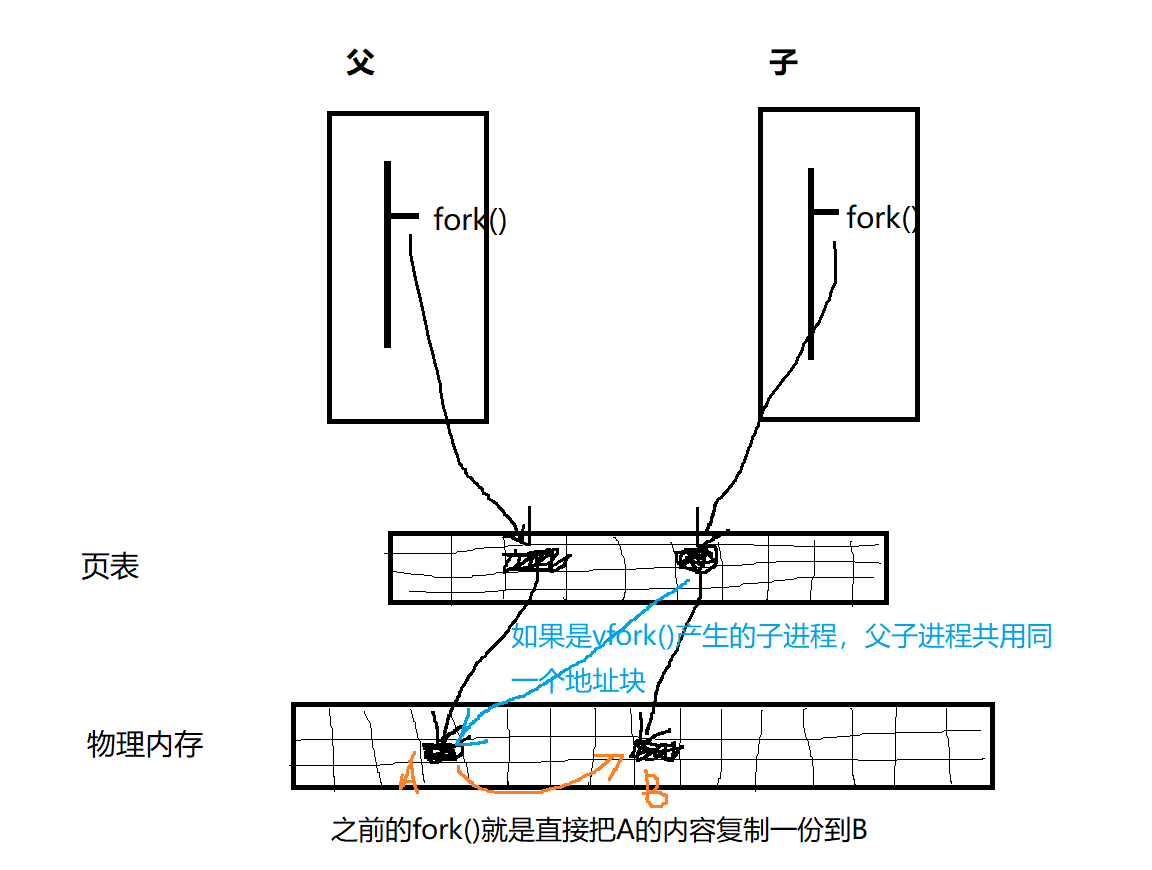 父
子
fork()
fork()
页表
如果是vfork()产生的子进程，父子进程共用同
一个地址块
物理内存
A
B
之前的fork()就是直接把A的内容复制一份到B